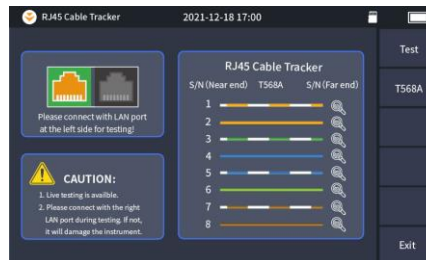 RJ45 Cable Tracker 2021-12-18 17:00
Please connect with LAN port
at the left side for testing!
CAUTION:
1. Live testing is availble.
2. Please connect with the right
LAN port during testing. If not,
it will damage the instrument.
RJ45 Cable Tracker
S/N(Near end) T568A S/N(Far end)
1
2
3
4
5
6
7
8
Test
T568A
Exit